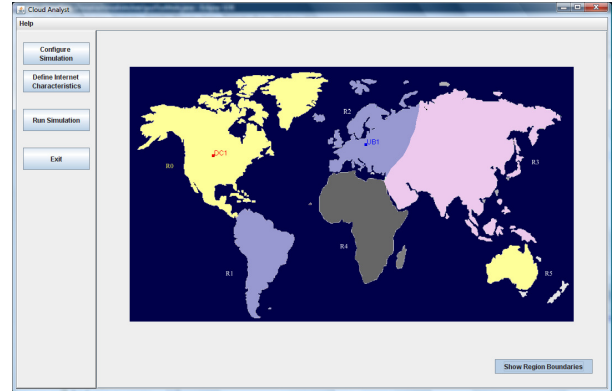 Cloud Analyst
Help
Configure
Simulation
Define Internet
Characteristics
Run Simulation
Exit
R2
UB1
DC1
R0
R3
R4
R1
R5
Show Region Boundaries